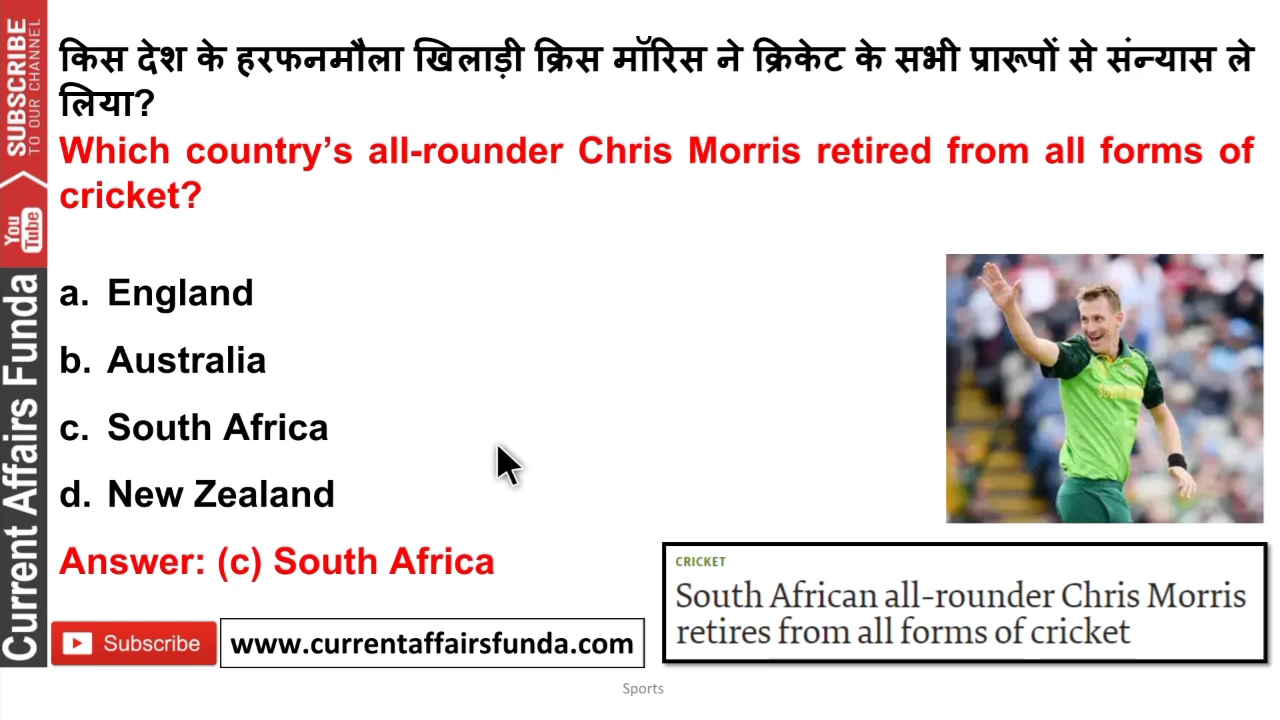 किस देश के हरफनमौला खिलाड़ी क्रिस मॉरिस ने क्रिकेट के सभी प्रारूपों से संन्यास ले
लिया?
Which country’s all-rounder Chris Morris retired from all forms of
cricket?
a. England
b. Australia
c. South Africa
d. New Zealand
Answer: (c) South Africa
CRICKET
South African all-rounder Chris Morris
retires from all forms of cricket
Subscribe
www.currentaffairsfunda.com
Sports
SUBSCRIBE
TO OUR CHANNEL
You
Tube
Current Affairs Funda